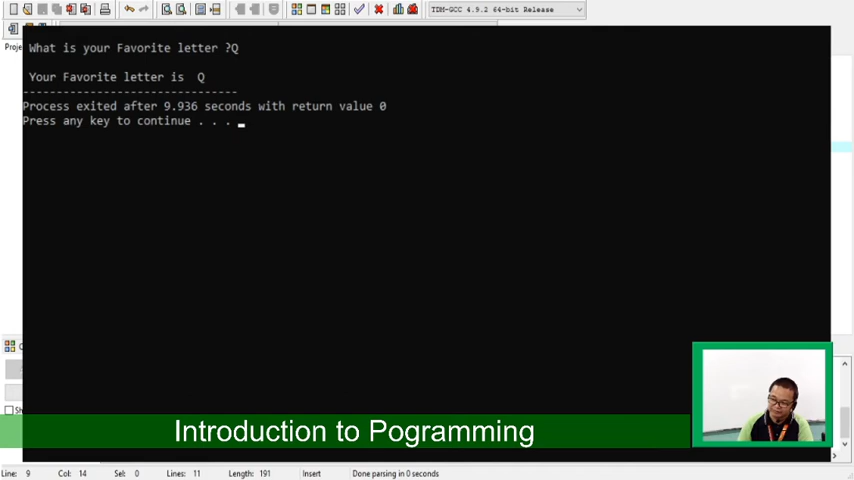 TDM-GCC 4.9.2 64-bit Release
Proje
What is your Favorite letter ?Q
Your Favorite letter is  Q
--------------------------------
Process exited after 9.936 seconds with return value 0
Press any key to continue . . .
Introduction to Pogramming
Line: 9 Col: 14 Sel: 0 Lines: 11 Length: 191 Insert Done parsing in 0 seconds